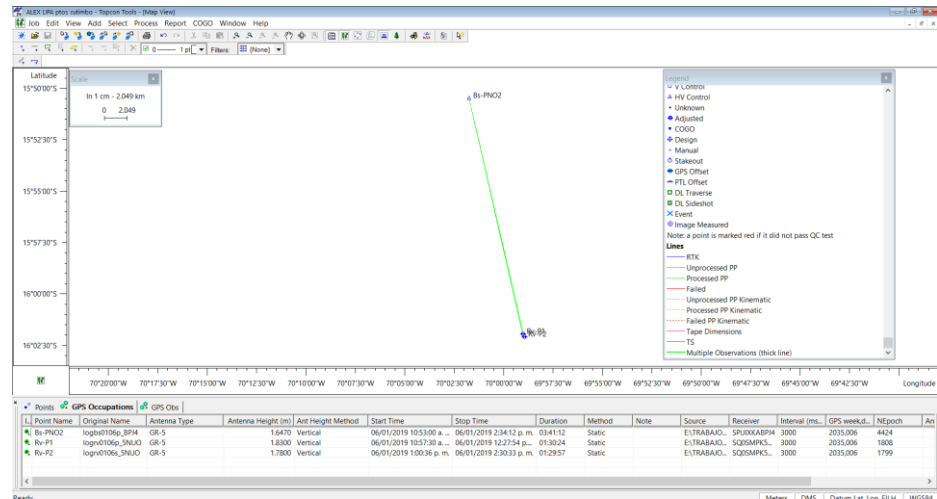 ALEX LIPA ptos cutimbo - Topcon Tools - [Map View]
Job Edit View Add Select Process Report COGO Window Help
0 1 pt Filters: [None]
Latitude
15°50'00"S
15°52'30"S
15°55'00"S
15°57'30"S
16°00'00"S
16°02'30"S
Scale
In 1 cm - 2.049 km
0 2.049
Bs-PNO2
Rv-P2
Legend
V Control
HV Control
Unknown
Adjusted
COGO
Design
Manual
Stakeout
GPS Offset
PTL Offset
DL Traverse
DL Sideshot
Event
Image Measured
Note: a point is marked red if it did not pass QC test
Lines
RTK
Unprocessed PP
Processed PP
Failed
Unprocessed PP Kinematic
Processed PP Kinematic
Failed PP Kinematic
Tape Dimensions
TS
Multiple Observations (thick line)
70°20'00"W 70°17'30"W 70°15'00"W 70°12'30"W 70°10'00"W 70°07'30"W 70°05'00"W 70°02'30"W 70°00'00"W 69°57'30"W 69°55'00"W 69°52'30"W 69°50'00"W 69°47'30"W 69°45'00"W 69°42'30"W Longitude
Points GPS Occupations GPS Obs
I.. Point Name Original Name Antenna Type Antenna Height (m) Ant Height Method Start Time Stop Time Duration Method Note Source Receiver Interval (ms... GPS week,d... NEpoch An
Bs-PNO2 logbs0106p_BPJ4 GR-5 1.6470 Vertical 06/01/2019 10:53:00 a. ... 06/01/2019 2:34:12 p. m. 03:41:12 Static E:\TRABAJO... SPUIXKABPJ4 3000 2035,006 4424
Rv-P1 logrv0106p_5NUO GR-5 1.8300 Vertical 06/01/2019 10:57:30 a. ... 06/01/2019 12:27:54 p.... 01:30:24 Static E:\TRABAJO... SQ0SMPK5... 3000 2035,006 1808
Rv-P2 logrv0106s_5NUO GR-5 1.7800 Vertical 06/01/2019 1:00:36 p. m. 06/01/2019 2:30:33 p. m. 01:29:57 Static E:\TRABAJO... SQ0SMPK5... 3000 2035,006 1799
Ready Meters DMS Datum Lat, Lon, Ell.H WGS84